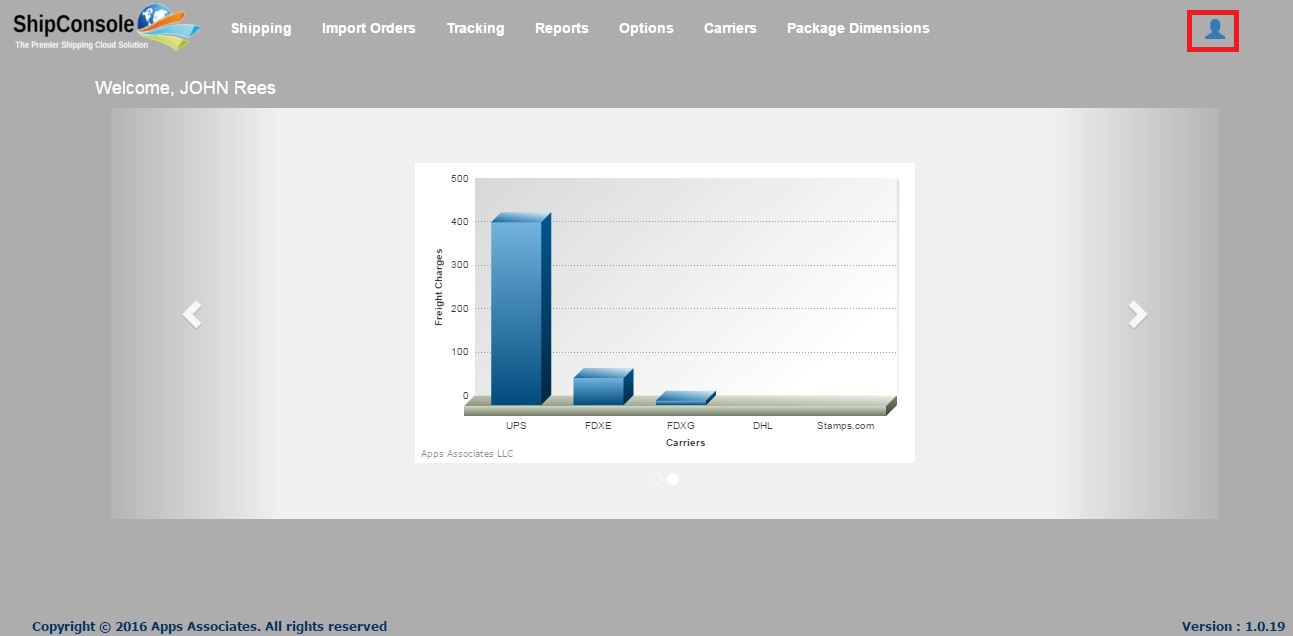 ShipConsole
The Premier Shipping Cloud Solution
Shipping Import Orders Tracking Reports Options Carriers Package Dimensions
Welcome, JOHN Rees
500
400
300
200
100
0
Freight Charges
UPS FDXE FDXG DHL Stamps.com
Carriers
Apps Associates LLC
Copyright © 2016 Apps Associates. All rights reserved
Version : 1.0.19